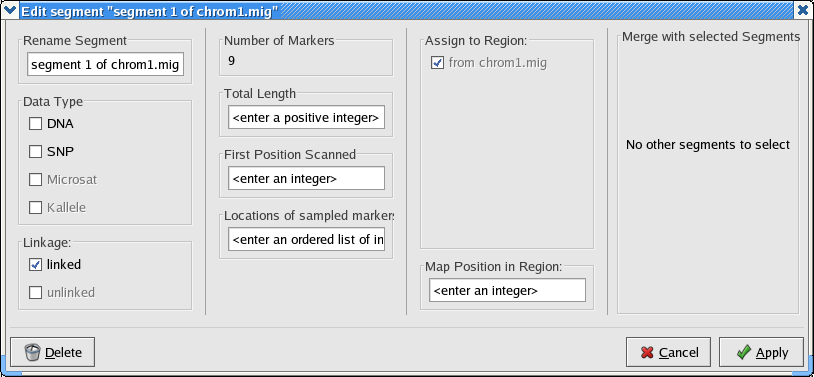 Edit segment "segment 1 of chrom1.mig"
Rename Segment
segment 1 of chrom1.mig
Data Type
DNA
SNP
Microsat
Kallele
Linkage:
linked
unlinked
Number of Markers
9
Total Length
<enter a positive integer>
First Position Scanned
<enter an integer>
Locations of sampled markers
<enter an ordered list of in
Assign to Region:
from chrom1.mig
Map Position in Region:
<enter an integer>
Merge with selected Segments
No other segments to select
Delete
Cancel
Apply